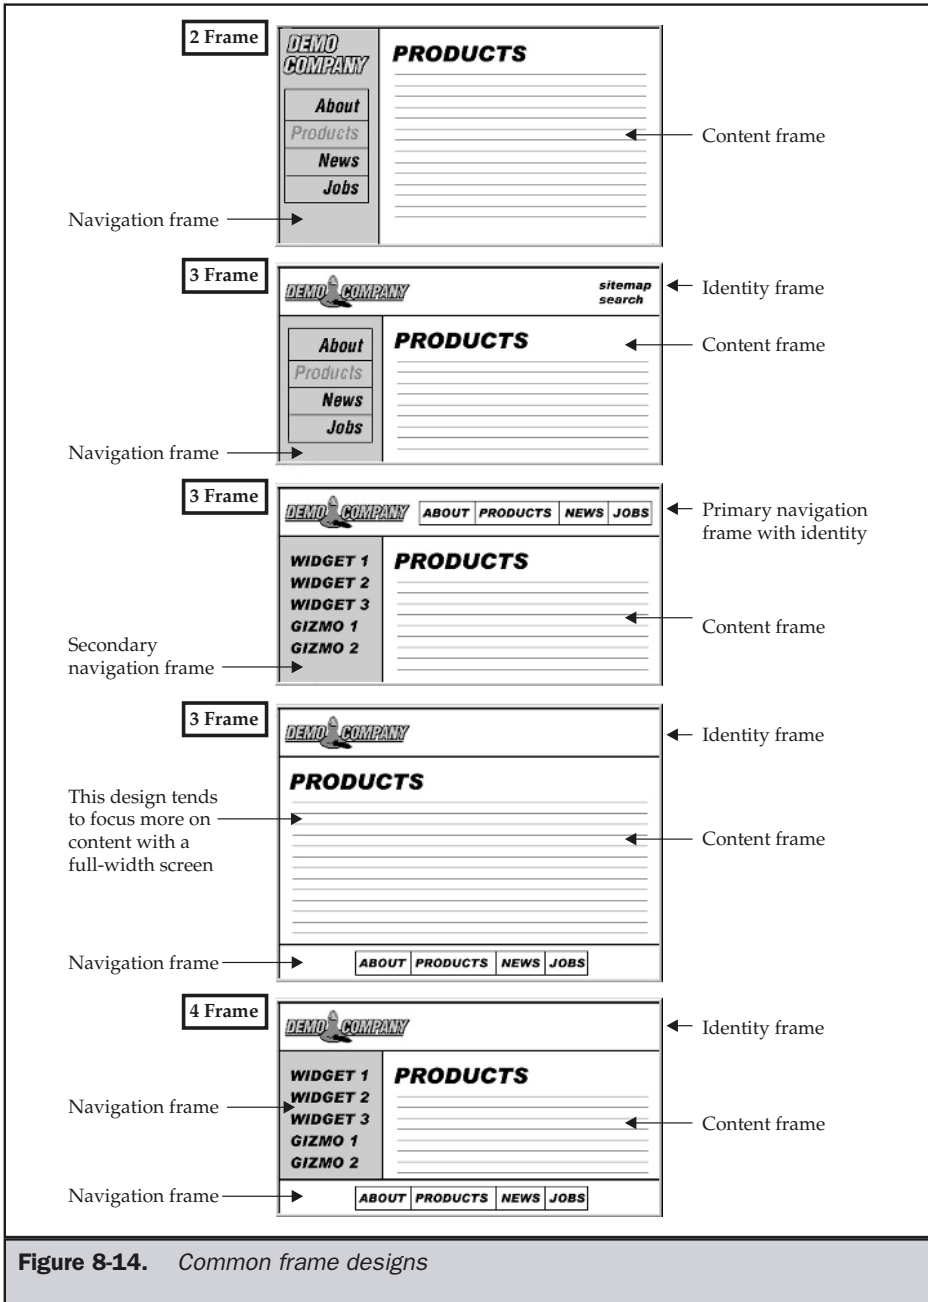 2 Frame
DEMO
COMPANY
PRODUCTS
About
Products
News
Jobs
Content frame
Navigation frame
3 Frame
DEMO COMPANY
sitemap
search
Identity frame
About
Products
News
Jobs
PRODUCTS
Content frame
Navigation frame
3 Frame
DEMO COMPANY
ABOUT PRODUCTS NEWS JOBS
Primary navigation
frame with identity
WIDGET 1
WIDGET 2
WIDGET 3
GIZMO 1
GIZMO 2
PRODUCTS
Content frame
Secondary
navigation frame
3 Frame
DEMO COMPANY
Identity frame
PRODUCTS
This design tends
to focus more on
content with a
full-width screen
Content frame
Navigation frame
ABOUT PRODUCTS NEWS JOBS
4 Frame
DEMO COMPANY
Identity frame
WIDGET 1
WIDGET 2
WIDGET 3
GIZMO 1
GIZMO 2
PRODUCTS
Navigation frame
Content frame
Navigation frame
ABOUT PRODUCTS NEWS JOBS
Figure 8-14. Common frame designs